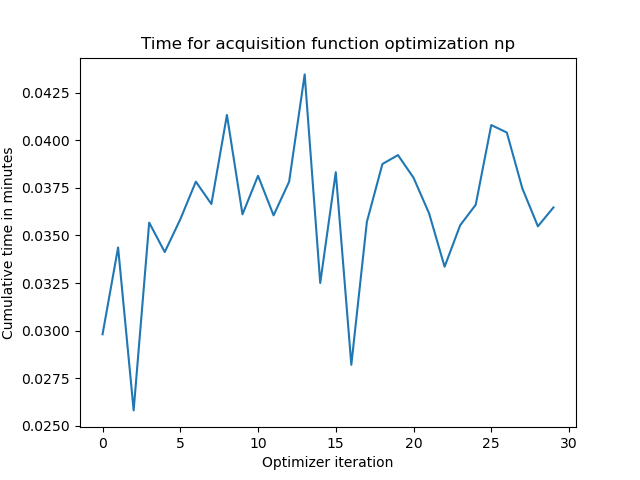 Time for acquisition function optimization np
Cumulative time in minutes
0.0425
0.0400
0.0375
0.0350
0.0325
0.0300
0.0275
0.0250
0 5 10 15 20 25 30
Optimizer iteration